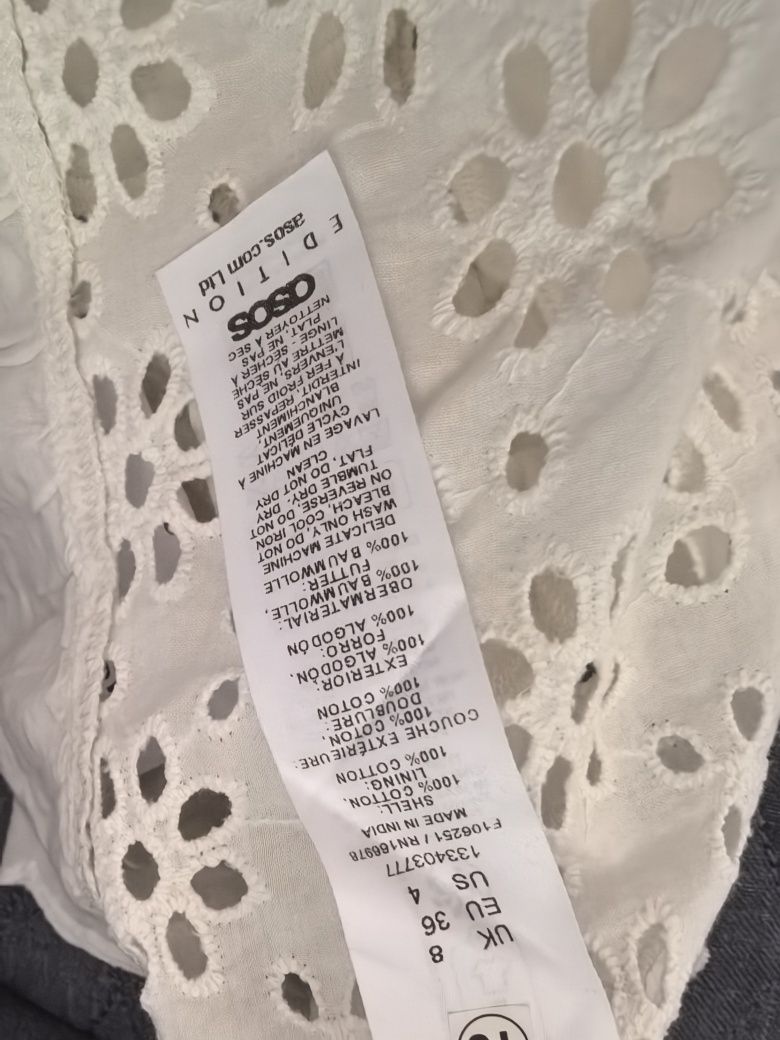 UK 8
EU 36
US 4
133403777
F106251 / RN166978
MADE IN INDIA
SHELL:
100% COTTON,
LINING:
100% COTTON
COUCHE EXTÉRIEURE:
100% COTON,
DOUBLURE:
100% COTON
EXTERIOR:
100% ALGODÓN,
FORRO:
100% ALGODÓN
OBERMATERIAL:
100% BAUMWOLLE,
FUTTER:
100% BAUMWOLLE
DELICATE MACHINE
WASH ONLY, DO NOT
BLEACH, COOL IRON
ON REVERSE, DO NOT
TUMBLE DRY, DRY
FLAT, DO NOT DRY
CLEAN
LAVAGE EN MACHINE À
CYCLE DÉLICAT
UNIQUEMENT,
BLANCHIMENT
INTERDIT, REPASSER
À FER FROID SUR
L'ENVERS, NE PAS
METTRE AU SÈCHE
LINGE, SÉCHER À
PLAT, NE PAS
NETTOYER À SEC
asos
EDITION
asos.com Ltd